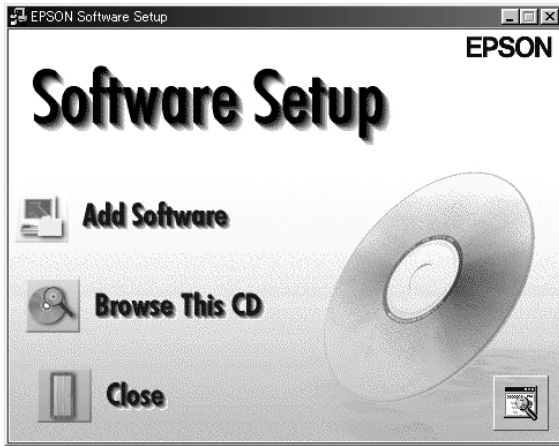 EPSON Software Setup
EPSON
Software Setup
Add Software
Browse This CD
Close